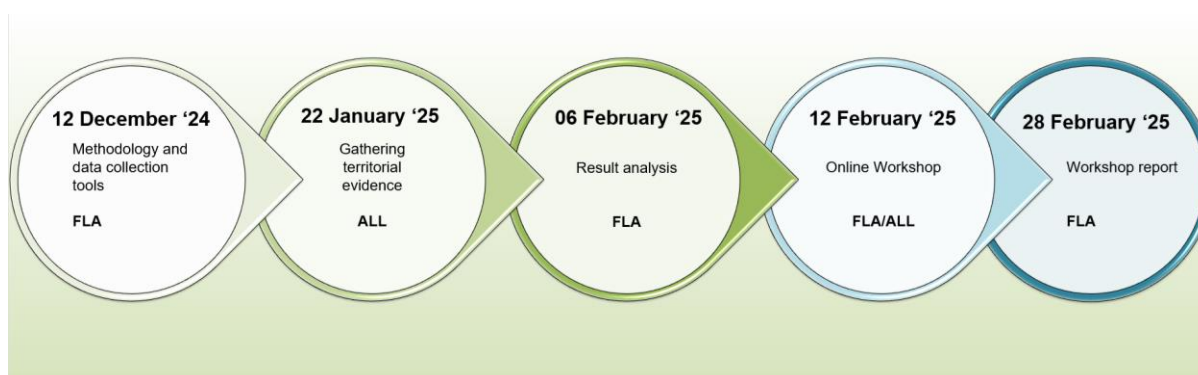 12 December ‘24
Methodology and
data collection
tools
FLA
22 January ‘25
Gathering
territorial
evidence
ALL
06 February ‘25
Result analysis
FLA
12 February ‘25
Online Workshop
FLA/ALL
28 February ‘25
Workshop report
FLA